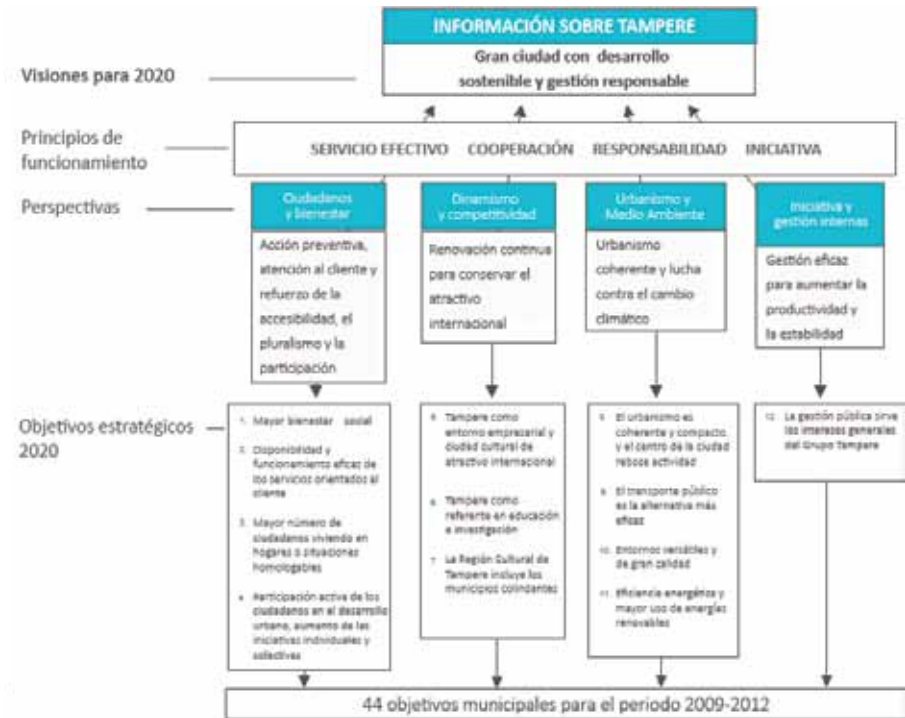 INFORMACIÓN SOBRE TAMPERE
Gran ciudad con desarrollo
sostenible y gestión responsable
Visiones para 2020
Principios de
funcionamiento
SERVICIO EFECTIVO COOPERACIÓN RESPONSABILIDAD INICIATIVA
Perspectivas
Ciudadanos
y bienestar
Acción preventiva,
atención al cliente y
refuerzo de la
accesibilidad, el
pluralismo y la
participación
Dinamismo
y competitividad
Renovación continua
para conservar el
atractivo
internacional
Urbanismo y
Medio Ambiente
Urbanismo
coherente y lucha
contra el cambio
climático
Iniciativa y
gestión internas
Gestión eficaz
para aumentar la
productividad y
la estabilidad
Objetivos estratégicos
2020
1. Mayor bienestar social
2. Disponibilidad y
funcionamiento eficaz de
los servicios orientados al
cliente
3. Mayor número de
ciudadanos viviendo en
hogares o situaciones
homologables
4. Participación activa de los
ciudadanos en el desarrollo
urbano, aumento de las
iniciativas individuales y
colectivas
Tampere como
entorno empresarial y
ciudad cultural de
atractivo internacional
6. Tampere como
referente en educación
e investigación
7. La Región Cultural de
Tampere incluye los
municipios colindantes
El urbanismo es
coherente y compacto,
y el centro de la ciudad
rebosa actividad
9. El transporte público
es la alternativa más
eficaz
10. Entornos versátiles y
de gran calidad
11. Eficiencia energética y
mayor uso de energías
renovables
12. La gestión pública sirve
los intereses generales
del Grupo Tampere
44 objetivos municipales para el periodo 2009-2012